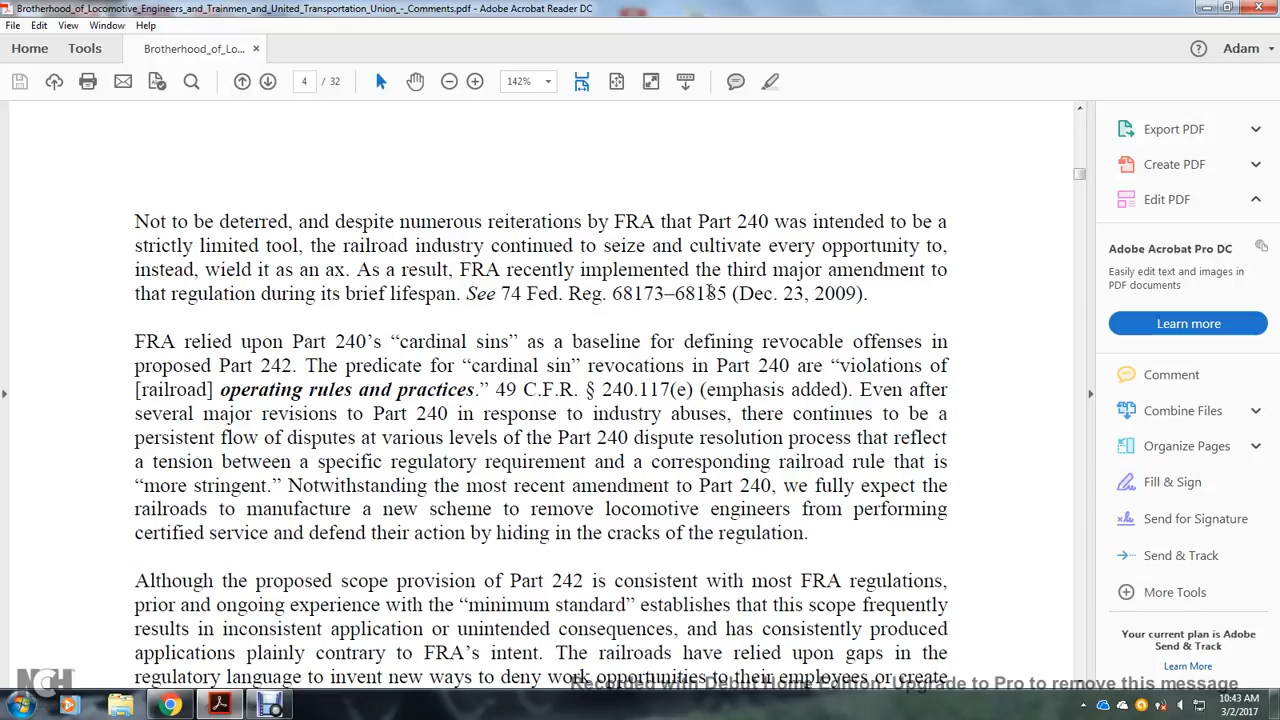 Brotherhood_of_Locomotive_Engineers_and_Trainmen_and_United_Transportation_Union_-_Comments.pdf - Adobe Acrobat Reader DC
File Edit View Window Help
Home Tools Brotherhood_of_Lo... × Adam
4 / 32 142%
Not to be deterred, and despite numerous reiterations by FRA that Part 240 was intended to be a
strictly limited tool, the railroad industry continued to seize and cultivate every opportunity to,
instead, wield it as an ax. As a result, FRA recently implemented the third major amendment to
that regulation during its brief lifespan. See 74 Fed. Reg. 68173–68185 (Dec. 23, 2009).
FRA relied upon Part 240’s “cardinal sins” as a baseline for defining revocable offenses in
proposed Part 242. The predicate for “cardinal sin” revocations in Part 240 are “violations of
[railroad] operating rules and practices.” 49 C.F.R. § 240.117(e) (emphasis added). Even after
several major revisions to Part 240 in response to industry abuses, there continues to be a
persistent flow of disputes at various levels of the Part 240 dispute resolution process that reflect
a tension between a specific regulatory requirement and a corresponding railroad rule that is
“more stringent.” Notwithstanding the most recent amendment to Part 240, we fully expect the
railroads to manufacture a new scheme to remove locomotive engineers from performing
certified service and defend their action by hiding in the cracks of the regulation.
Although the proposed scope provision of Part 242 is consistent with most FRA regulations,
prior and ongoing experience with the “minimum standard” establishes that this scope frequently
results in inconsistent application or unintended consequences, and has consistently produced
applications plainly contrary to FRA’s intent. The railroads have relied upon gaps in the
regulatory language to invent new ways to deny work opportunities to their employees or create
Export PDF
Create PDF
Edit PDF
Adobe Acrobat Pro DC
Easily edit text and images in
PDF documents
Learn more
Comment
Combine Files
Organize Pages
Fill & Sign
Send for Signature
Send & Track
More Tools
Your current plan is Adobe
Send & Track
Learn More
NCH
Recorded with Debut Home Edition. Upgrade to Pro to remove this message
10:43 AM
3/2/2017